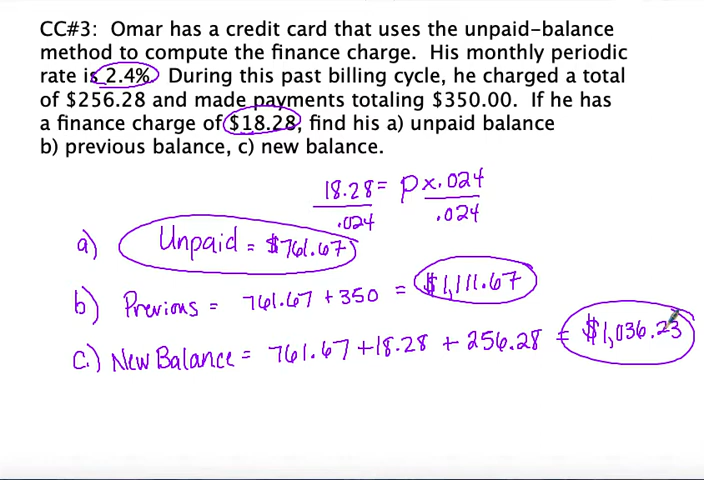 CC#3: Omar has a credit card that uses the unpaid-balance
method to compute the finance charge. His monthly periodic
rate is 2.4%. During this past billing cycle, he charged a total
of $256.28 and made payments totaling $350.00. If he has
a finance charge of $18.28, find his a) unpaid balance
b) previous balance, c) new balance.
18.28 = p x .024
.024 .024
a) Unpaid = $761.67
b) Previous = 761.67 + 350 = $1,111.67
c.) New Balance = 761.67 + 18.28 + 256.28 = $1,036.23